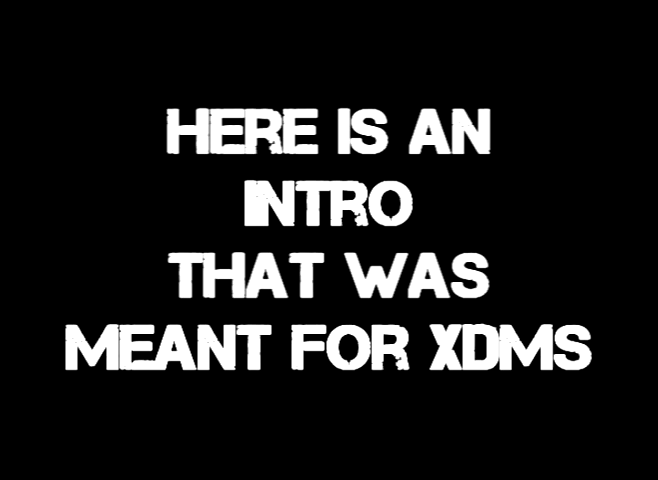 HERE IS AN
INTRO
THAT WAS
MEANT FOR XDMS